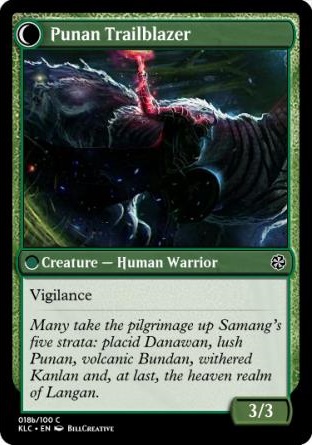 Punan Trailblazer
Creature — Human Warrior
Vigilance
Many take the pilgrimage up Samang's
five strata: placid Danawan, lush
Punan, volcanic Bundan, withered
Kanlan and, at last, the heaven realm
of Langan.
018b/100 C
KLC • EN BillCreative
3/3